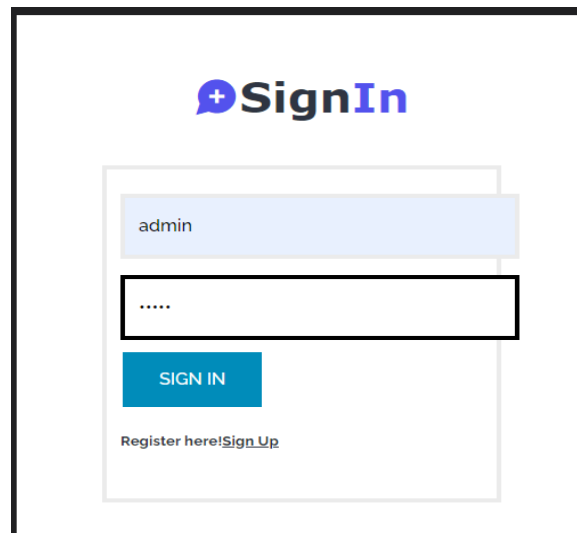 SignIn
admin
•••••
SIGN IN
Register here!Sign Up